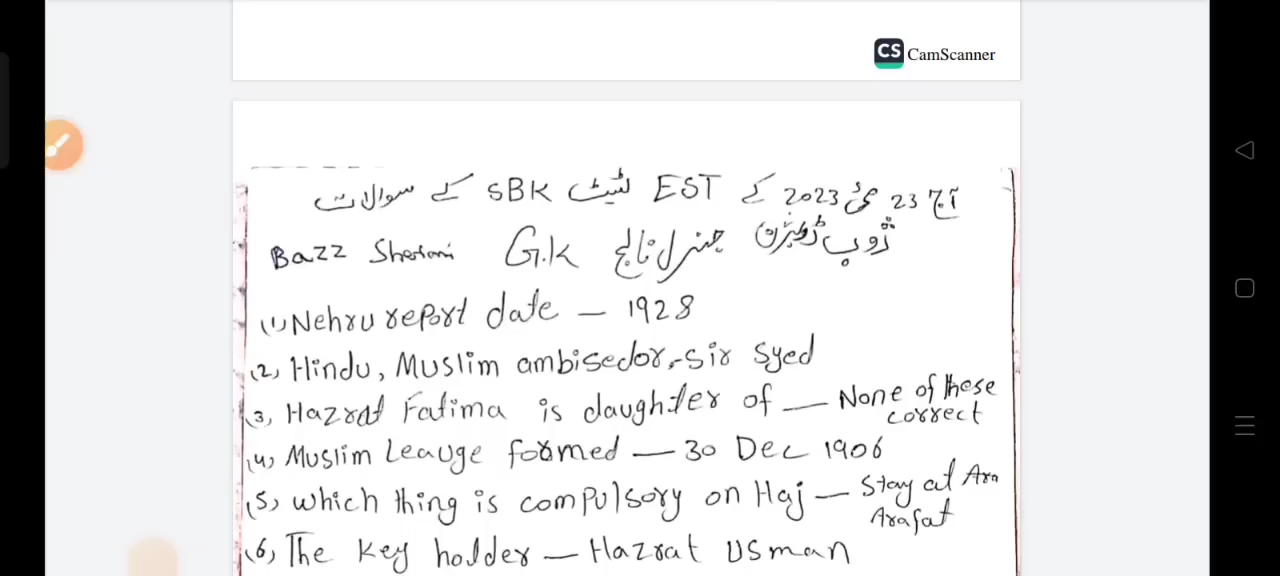 CS CamScanner
آج 23 مئی 2023 کے EST ٹیسٹ SBK کے سوالات
ژوب ڈویژن جنرل نالج G.K Bazz Sherani
(1) Nehru report date — 1928
(2) Hindu, Muslim ambisedor - sir syed
(3) Hazrat Fatima is daughter of — None of these correct
(4) Muslim Leauge formed — 30 Dec 1906
(5) which thing is compulsory on Haj — Stay at Ara Arafat
(6) The key holder — Hazrat Usman